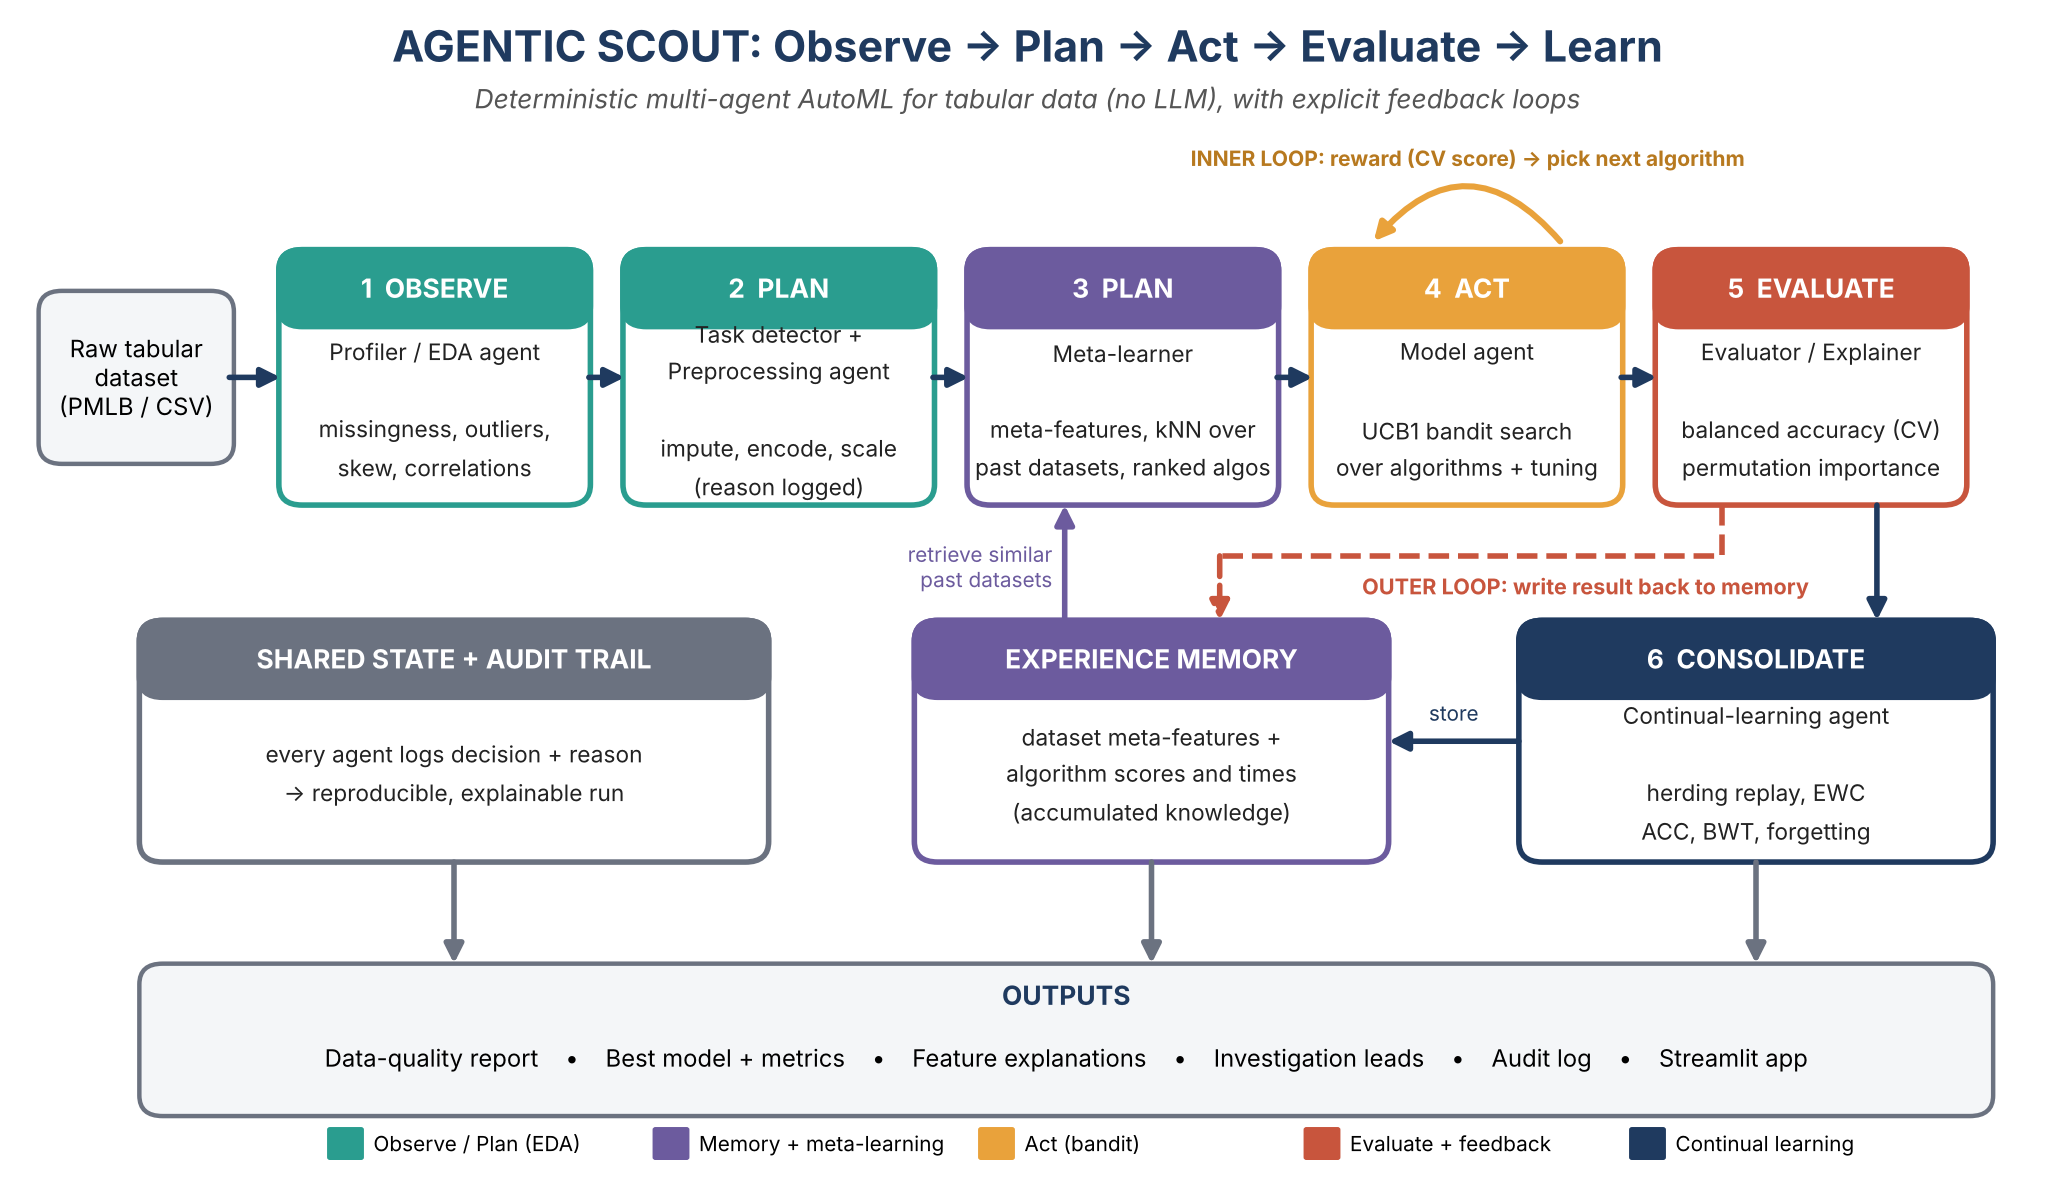 AGENTIC SCOUT: Observe → Plan → Act → Evaluate → Learn
Deterministic multi-agent AutoML for tabular data (no LLM), with explicit feedback loops
INNER LOOP: reward (CV score) → pick next algorithm
Raw tabular
dataset
(PMLB / CSV)
1 OBSERVE
Profiler / EDA agent
missingness, outliers,
skew, correlations
2 PLAN
Task detector +
Preprocessing agent
impute, encode, scale
(reason logged)
3 PLAN
Meta-learner
meta-features, kNN over
past datasets, ranked algos
4 ACT
Model agent
UCB1 bandit search
over algorithms + tuning
5 EVALUATE
Evaluator / Explainer
balanced accuracy (CV)
permutation importance
retrieve similar
past datasets
OUTER LOOP: write result back to memory
SHARED STATE + AUDIT TRAIL
every agent logs decision + reason
→ reproducible, explainable run
EXPERIENCE MEMORY
dataset meta-features +
algorithm scores and times
(accumulated knowledge)
store
6 CONSOLIDATE
Continual-learning agent
herding replay, EWC
ACC, BWT, forgetting
OUTPUTS
Data-quality report • Best model + metrics • Feature explanations • Investigation leads • Audit log • Streamlit app
Observe / Plan (EDA)
Memory + meta-learning
Act (bandit)
Evaluate + feedback
Continual learning